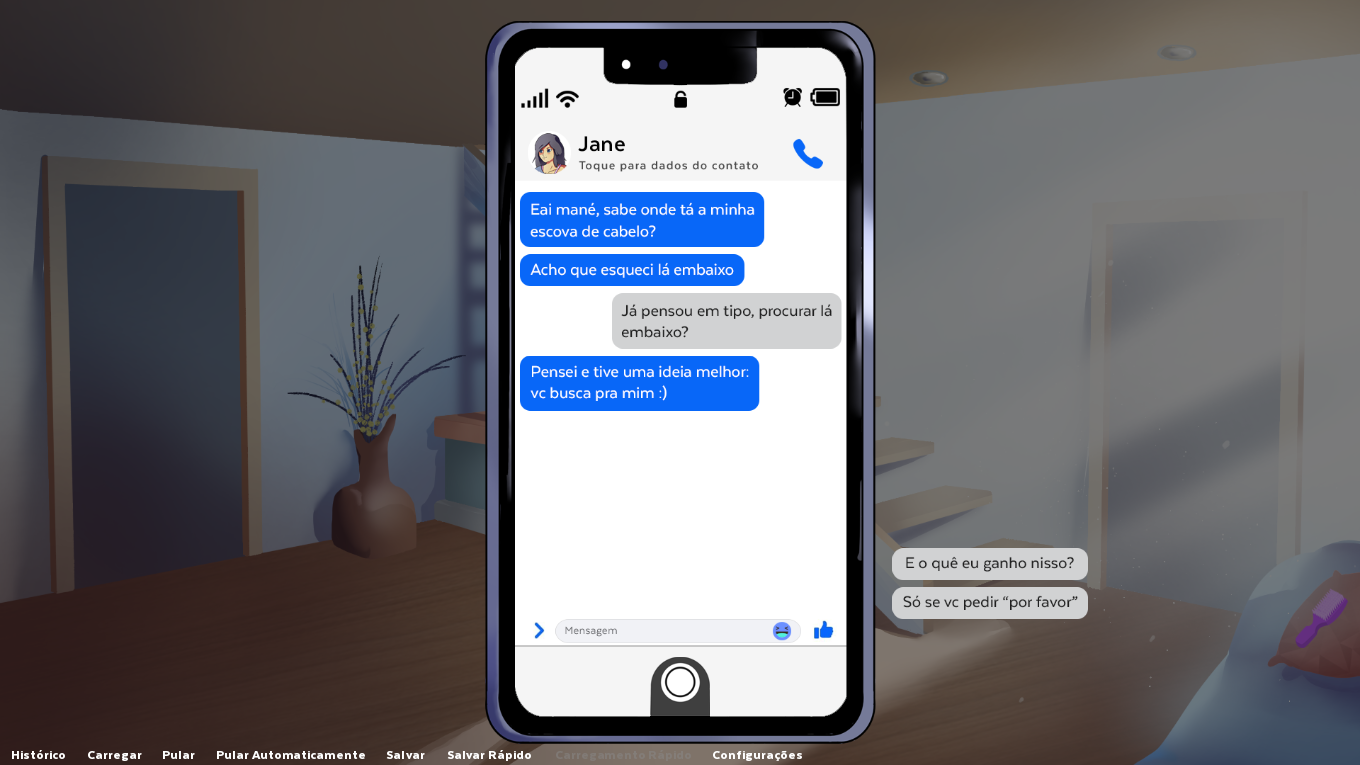 Jane
Toque para dados do contato
Eai mané, sabe onde tá a minha
escova de cabelo?
Acho que esqueci lá embaixo
Já pensou em tipo, procurar lá
embaixo?
Pensei e tive uma ideia melhor:
vc busca pra mim :)
E o quê eu ganho nisso?
Só se vc pedir “por favor”
Mensagem
Histórico Carregar Pular Pular Automaticamente Salvar Salvar Rápido Carregamento Rápido Configurações